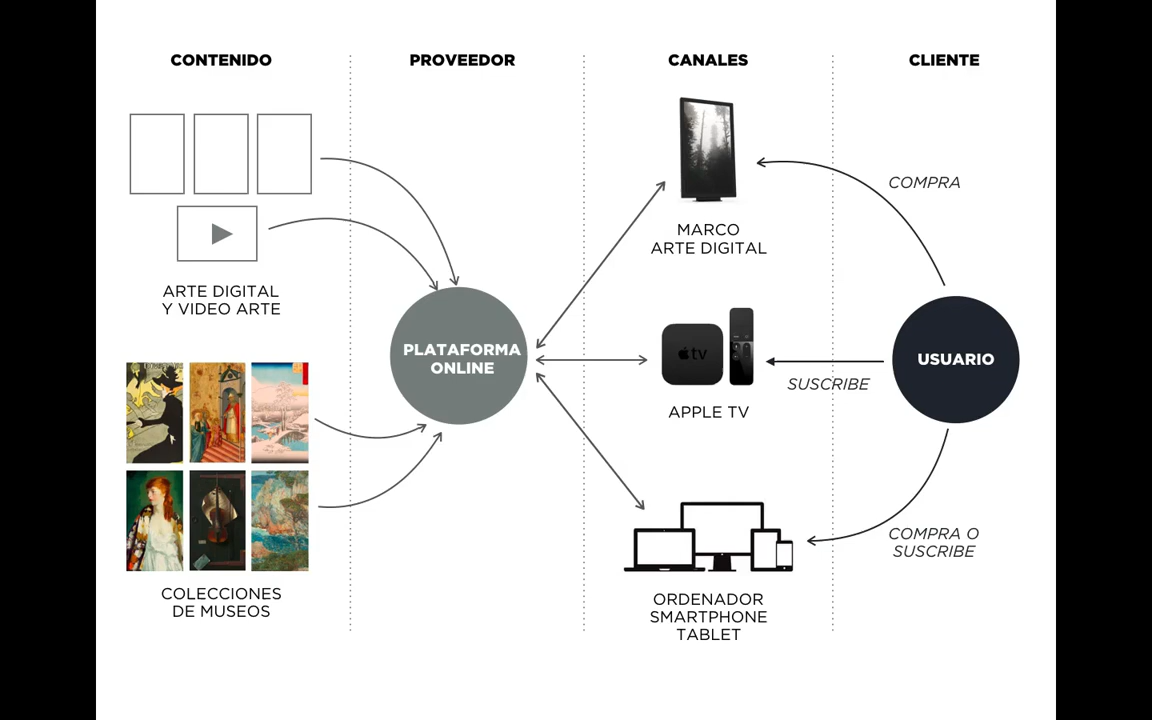 CONTENIDO
PROVEEDOR
CANALES
CLIENTE
ARTE DIGITAL
Y VIDEO ARTE
COLECCIONES
DE MUSEOS
PLATAFORMA
ONLINE
MARCO
ARTE DIGITAL
tv
APPLE TV
ORDENADOR
SMARTPHONE
TABLET
COMPRA
SUSCRIBE
COMPRA O
SUSCRIBE
USUARIO